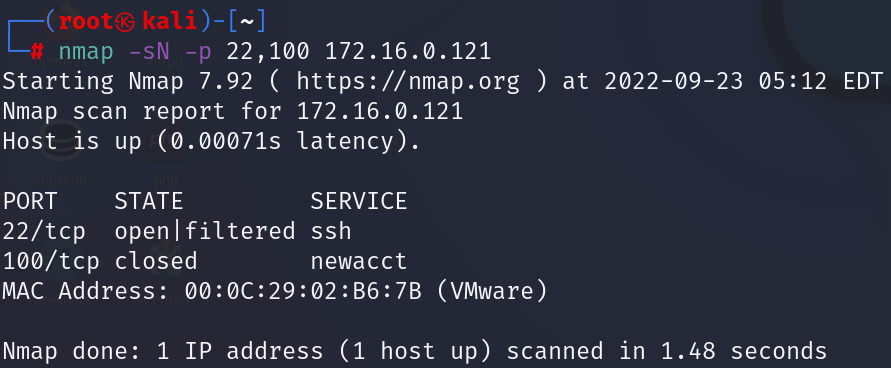 ┌──(root㉿kali)-[~]
└─# nmap -sN -p 22,100 172.16.0.121
Starting Nmap 7.92 ( https://nmap.org ) at 2022-09-23 05:12 EDT
Nmap scan report for 172.16.0.121
Host is up (0.00071s latency).

PORT    STATE         SERVICE
22/tcp  open|filtered ssh
100/tcp closed        newacct
MAC Address: 00:0C:29:02:B6:7B (VMware)

Nmap done: 1 IP address (1 host up) scanned in 1.48 seconds